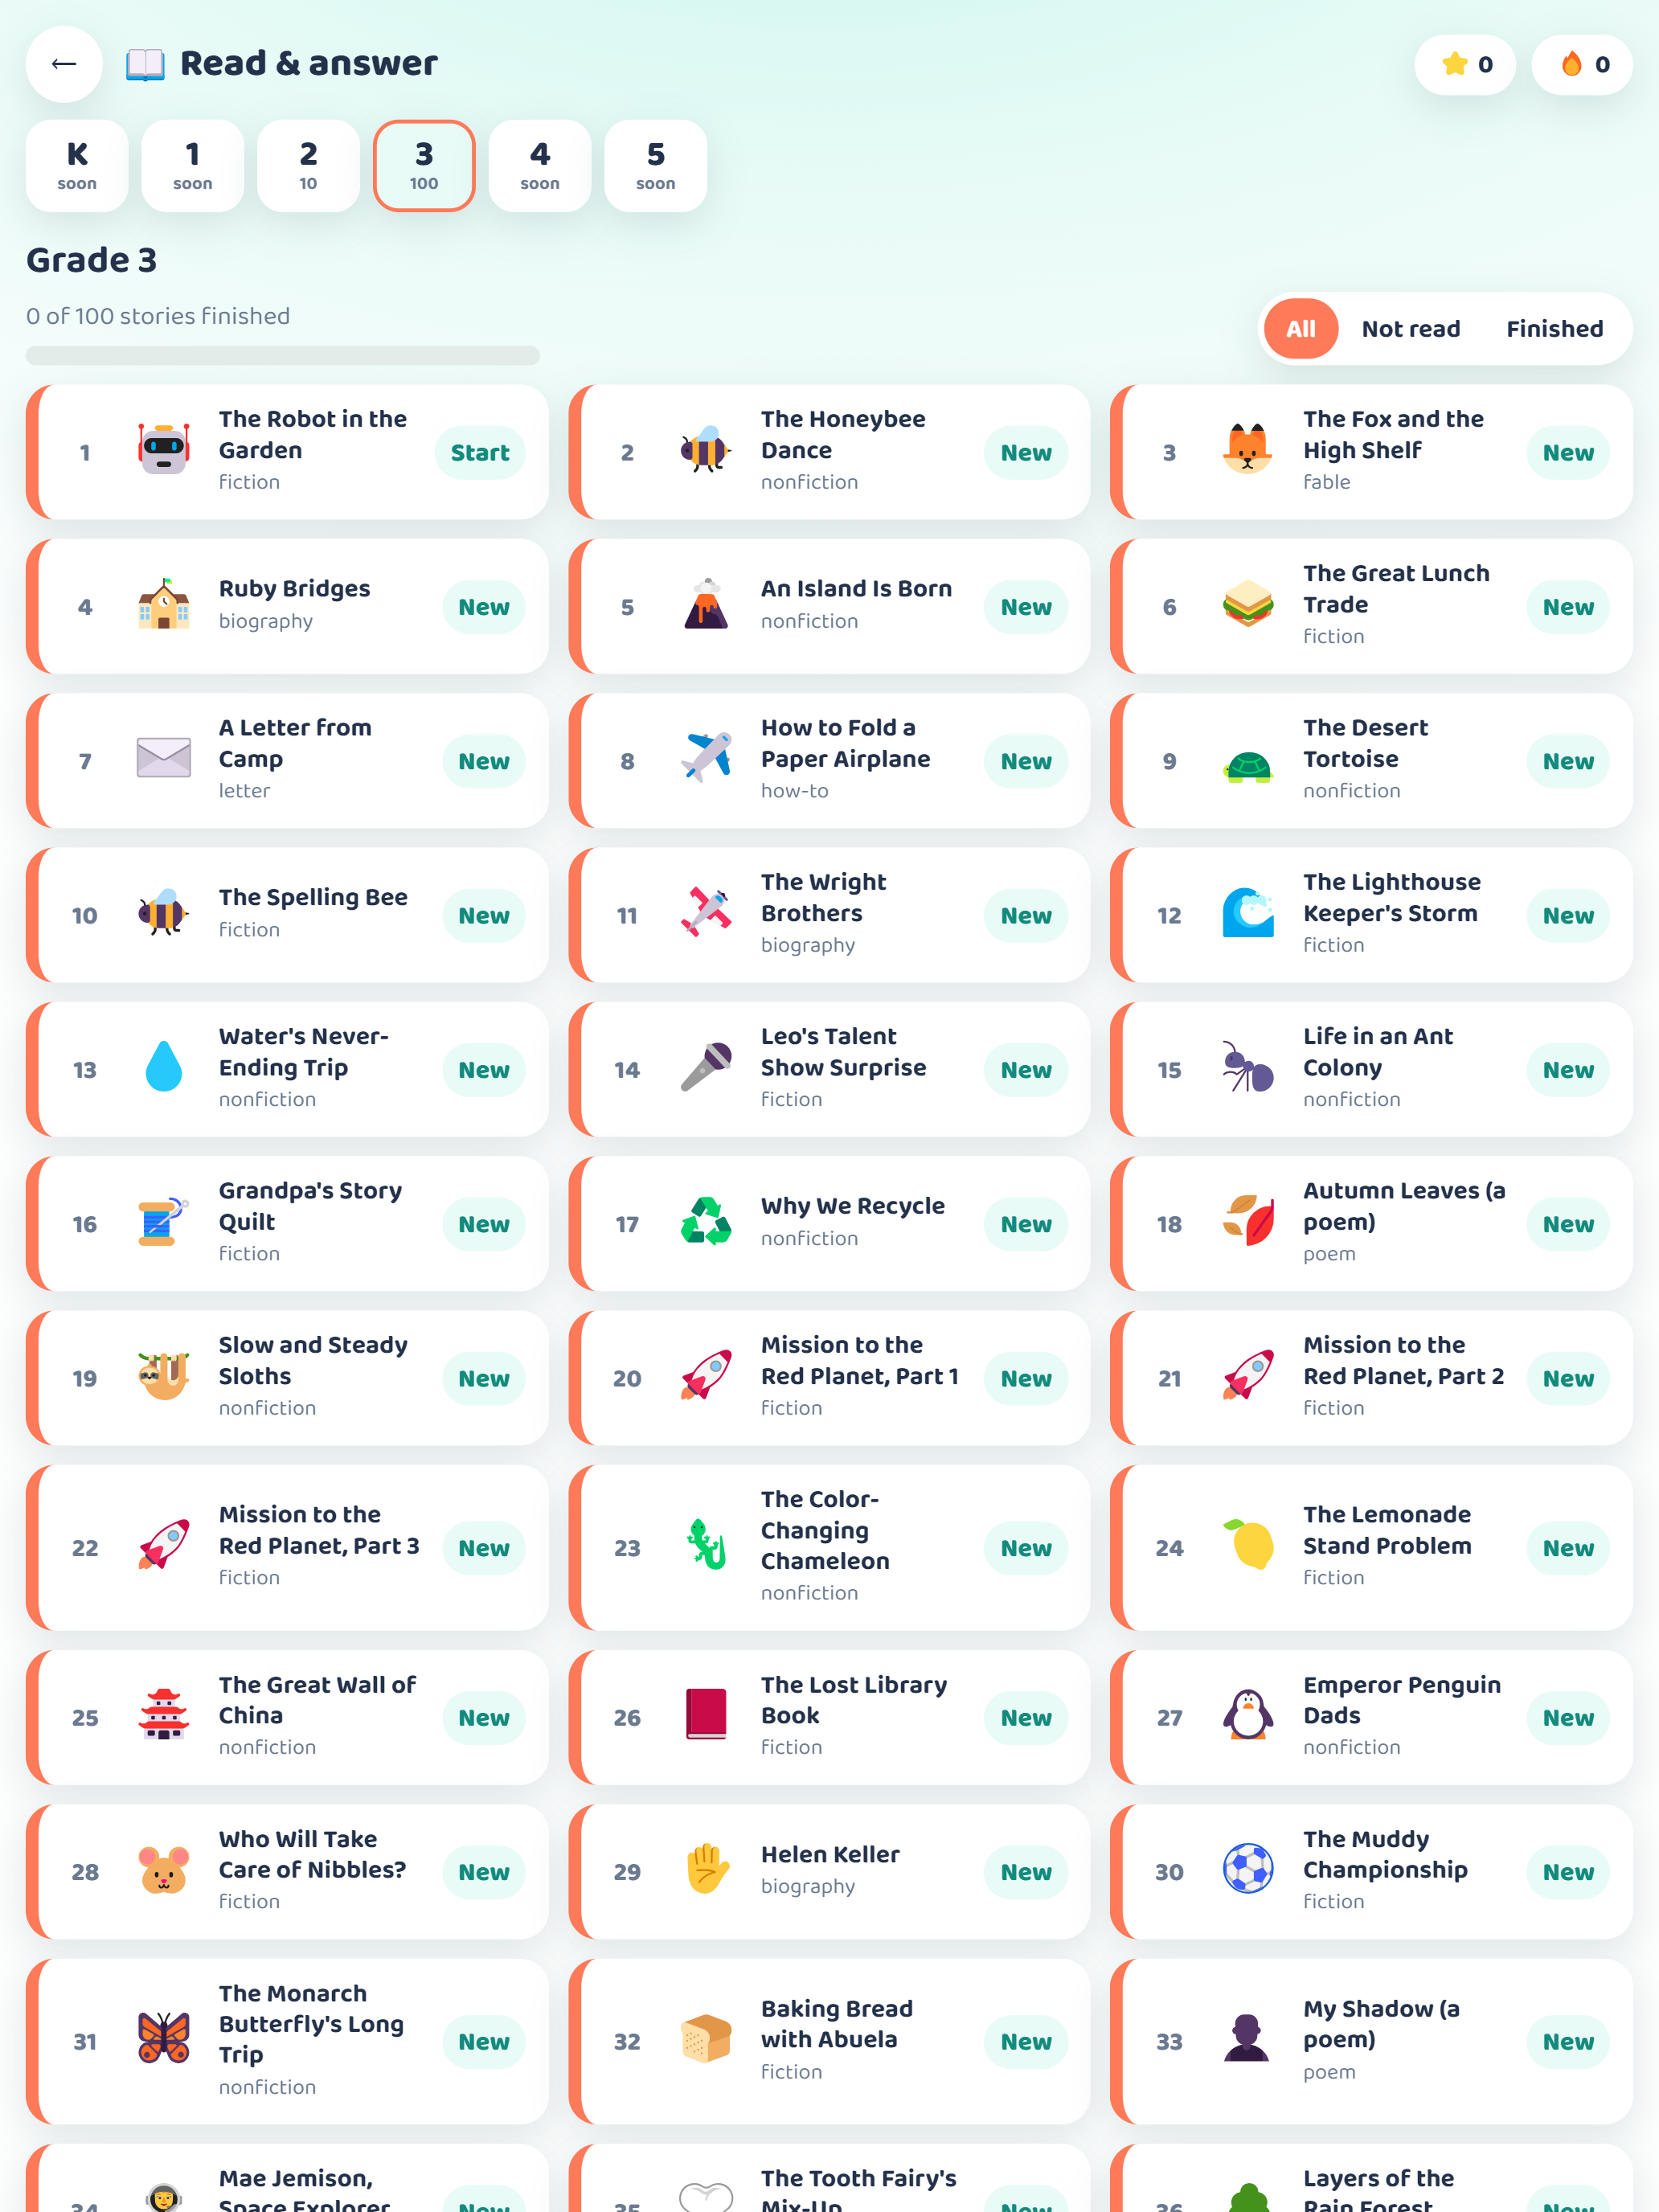 Read & answer
0
0
K
soon
1
soon
2
10
3
100
4
soon
5
soon
Grade 3
0 of 100 stories finished
All
Not read
Finished
1
The Robot in the
Garden
fiction
Start
2
The Honeybee
Dance
nonfiction
New
3
The Fox and the
High Shelf
fable
New
4
Ruby Bridges
biography
New
5
An Island Is Born
nonfiction
New
6
The Great Lunch
Trade
fiction
New
7
A Letter from
Camp
letter
New
8
How to Fold a
Paper Airplane
how-to
New
9
The Desert
Tortoise
nonfiction
New
10
The Spelling Bee
fiction
New
11
The Wright
Brothers
biography
New
12
The Lighthouse
Keeper's Storm
fiction
New
13
Water's Never-
Ending Trip
nonfiction
New
14
Leo's Talent
Show Surprise
fiction
New
15
Life in an Ant
Colony
nonfiction
New
16
Grandpa's Story
Quilt
fiction
New
17
Why We Recycle
nonfiction
New
18
Autumn Leaves (a
poem)
poem
New
19
Slow and Steady
Sloths
nonfiction
New
20
Mission to the
Red Planet, Part 1
fiction
New
21
Mission to the
Red Planet, Part 2
fiction
New
22
Mission to the
Red Planet, Part 3
fiction
New
23
The Color-
Changing
Chameleon
nonfiction
New
24
The Lemonade
Stand Problem
fiction
New
25
The Great Wall of
China
nonfiction
New
26
The Lost Library
Book
fiction
New
27
Emperor Penguin
Dads
nonfiction
New
28
Who Will Take
Care of Nibbles?
fiction
New
29
Helen Keller
biography
New
30
The Muddy
Championship
fiction
New
31
The Monarch
Butterfly's Long
Trip
nonfiction
New
32
Baking Bread
with Abuela
fiction
New
33
My Shadow (a
poem)
poem
New
34
Mae Jemison,
Space Explorer
New
35
The Tooth Fairy's
Mix-Up
New
36
Layers of the
Rain Forest
New